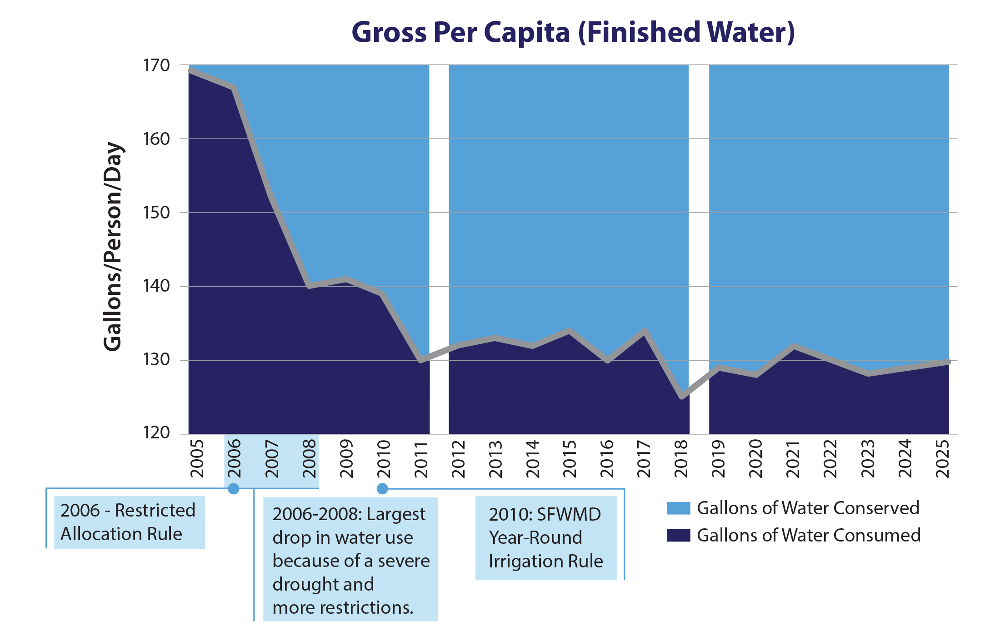 Gross Per Capita (Finished Water)
Gallons/Person/Day
170
160
150
140
130
120
2005
2006
2007
2008
2009
2010
2011
2012
2013
2014
2015
2016
2017
2018
2019
2020
2021
2022
2023
2024
2025
2006 - Restricted
Allocation Rule
2006-2008: Largest
drop in water use
because of a severe
drought and
more restrictions.
2010: SFWMD
Year-Round
Irrigation Rule
Gallons of Water Conserved
Gallons of Water Consumed